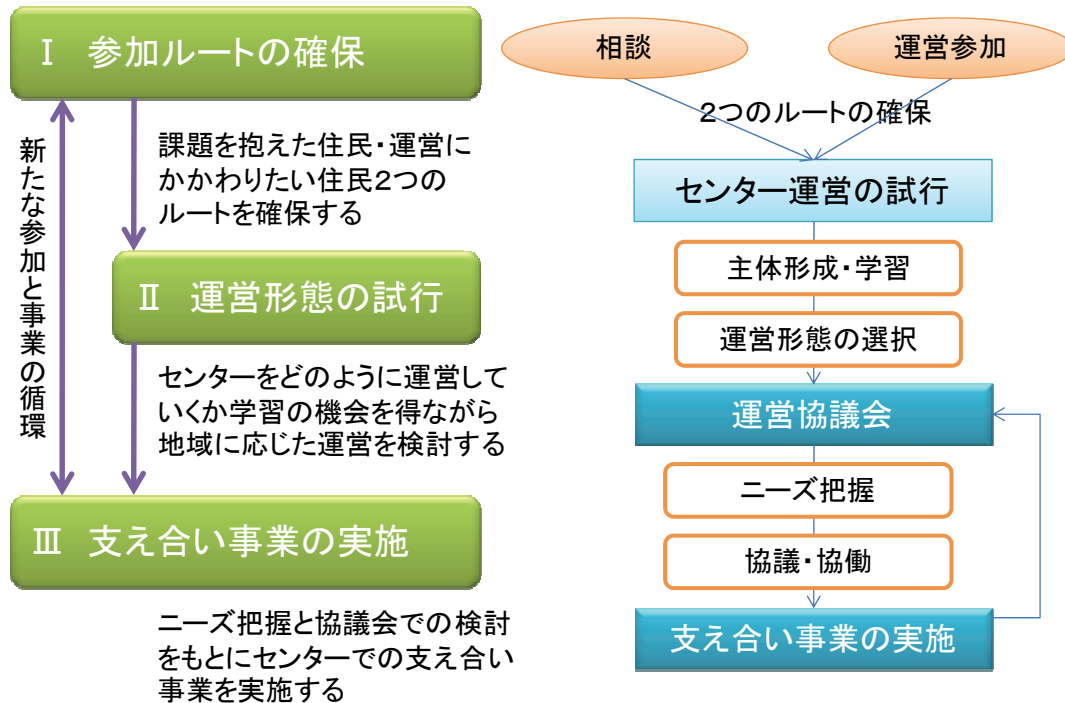 Ⅰ 参加ルートの確保
課題を抱えた住民・運営に
かかわりたい住民2つの
ルートを確保する
Ⅱ 運営形態の試行
センターをどのように運営して
いくか学習の機会を得ながら
地域に応じた運営を検討する
Ⅲ 支え合い事業の実施
ニーズ把握と協議会での検討
をもとにセンターでの支え合い
事業を実施する
新たな参加と事業の循環
相談
運営参加
2つのルートの確保
センター運営の試行
主体形成・学習
運営形態の選択
運営協議会
ニーズ把握
協議・協働
支え合い事業の実施